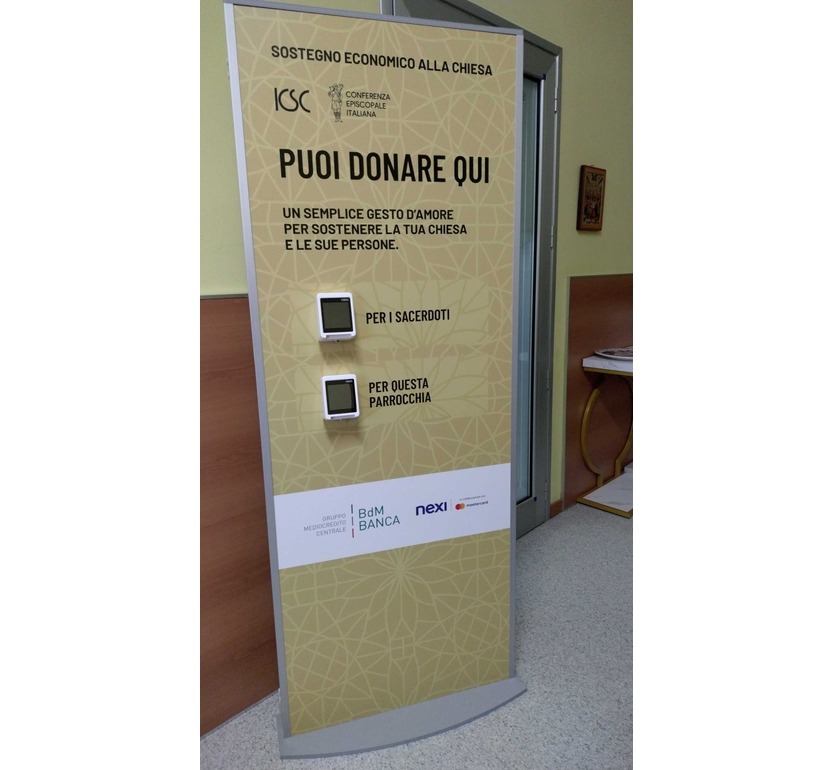 SOSTEGNO ECONOMICO ALLA CHIESA
ICSC
CONFERENZA
EPISCOPALE
ITALIANA
PUOI DONARE QUI
UN SEMPLICE GESTO D'AMORE
PER SOSTENERE LA TUA CHIESA
E LE SUE PERSONE.
PER I SACERDOTI
PER QUESTA
PARROCCHIA
GRUPPO
MEDIOCREDITO
CENTRALE
BdM
BANCA
nexi
mastercard